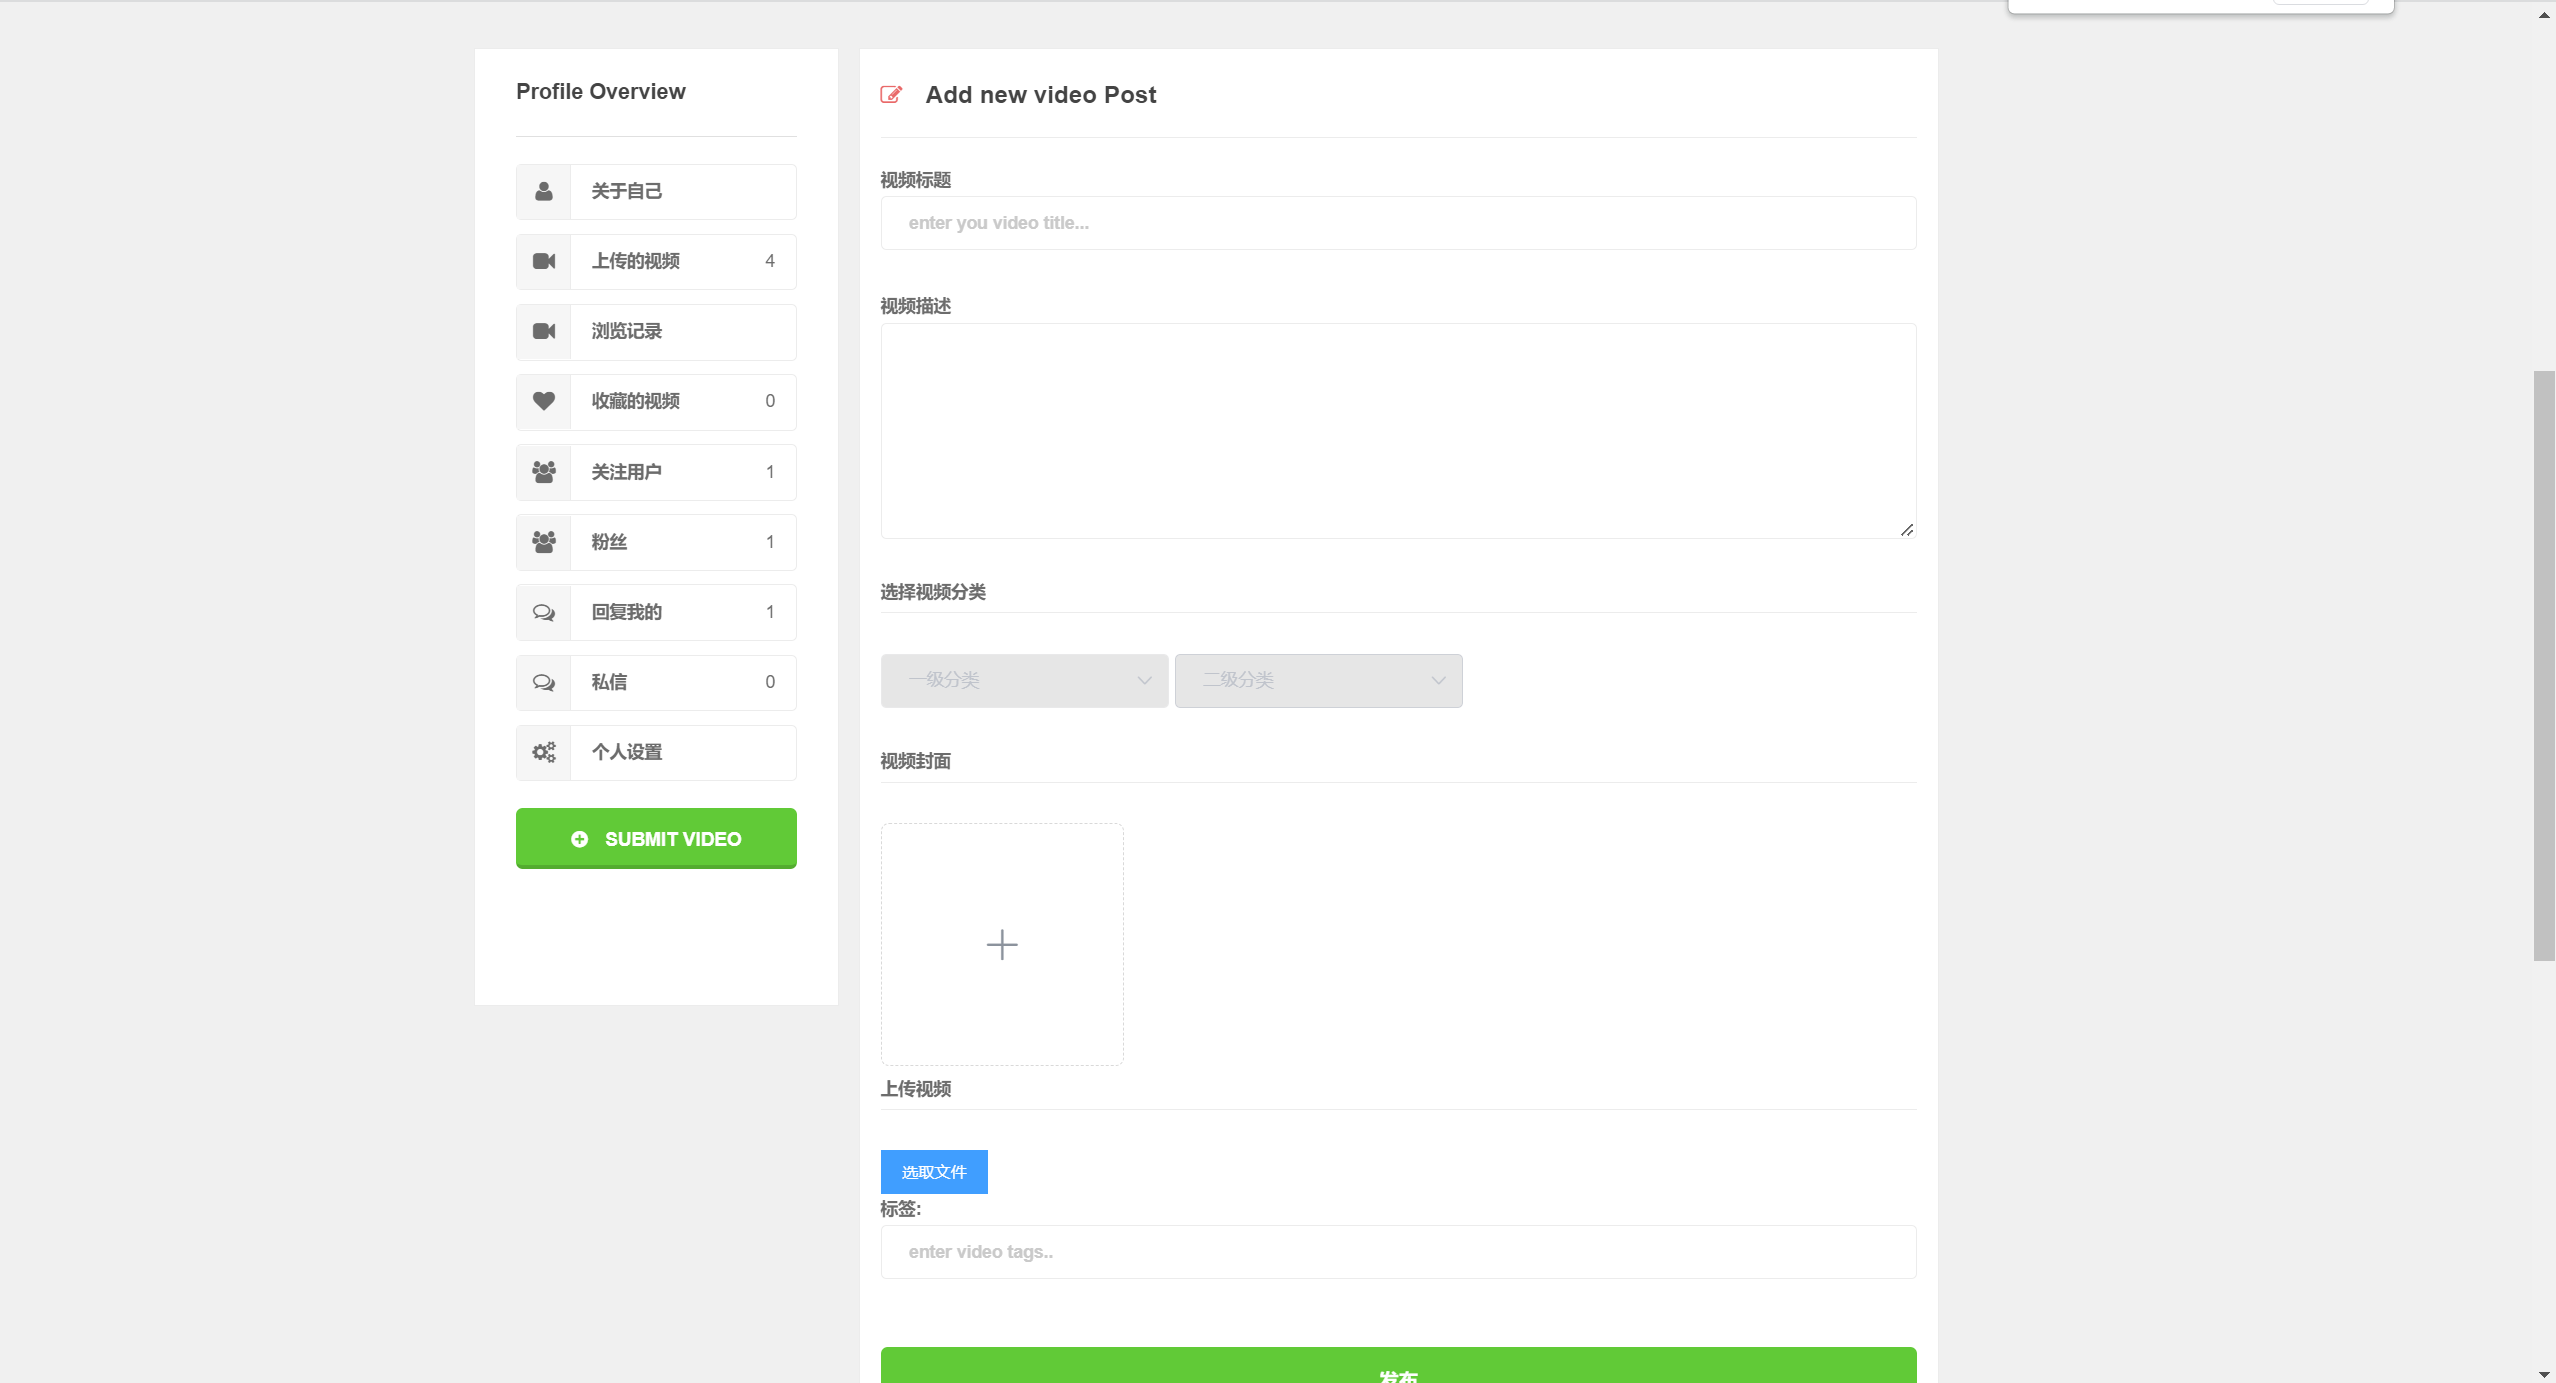 Profile Overview
关于自己
上传的视频 4
浏览记录
收藏的视频 0
关注用户 1
粉丝 1
回复我的 1
私信 0
个人设置
SUBMIT VIDEO
Add new video Post
视频标题
enter you video title...
视频描述
选择视频分类
一级分类 二级分类
视频封面
上传视频
选取文件
标签:
enter video tags..
发布